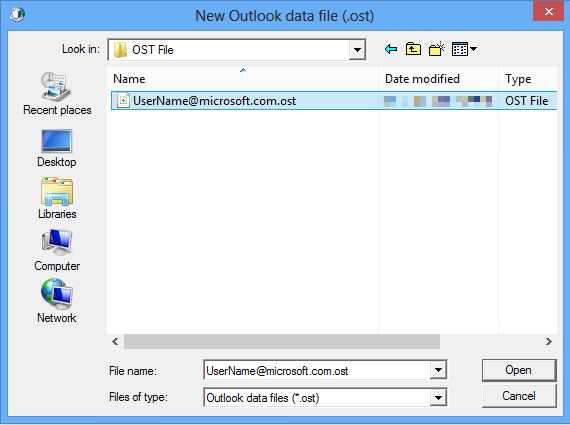 New Outlook data file (.ost)
Look in: OST File
Name Date modified Type
UserName@microsoft.com.ost OST File
Recent places
Desktop
Libraries
Computer
Network
File name: UserName@microsoft.com.ost Open
Files of type: Outlook data files (*.ost) Cancel